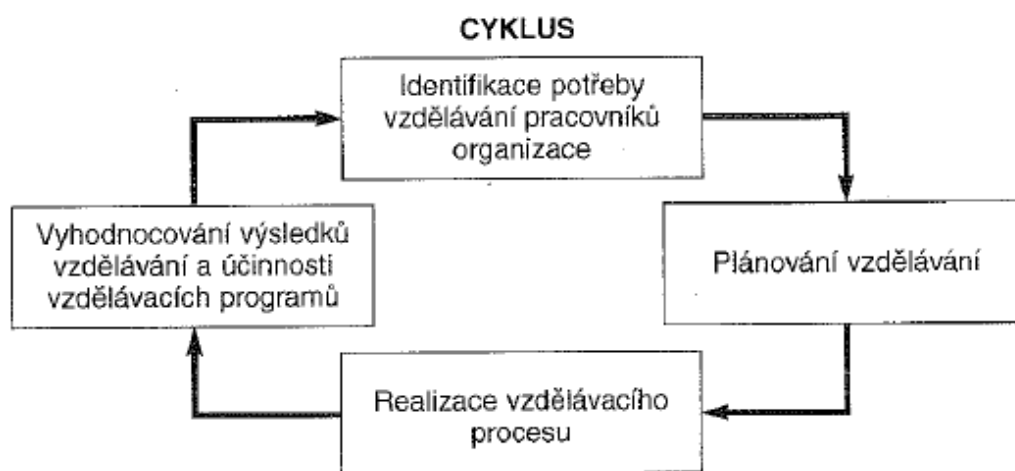 CYKLUS
Identifikace potřeby
vzdělávání pracovníků
organizace
Vyhodnocování výsledků
vzdělávání a účinnosti
vzdělávacích programů
Plánování vzdělávání
Realizace vzdělávacího
procesu